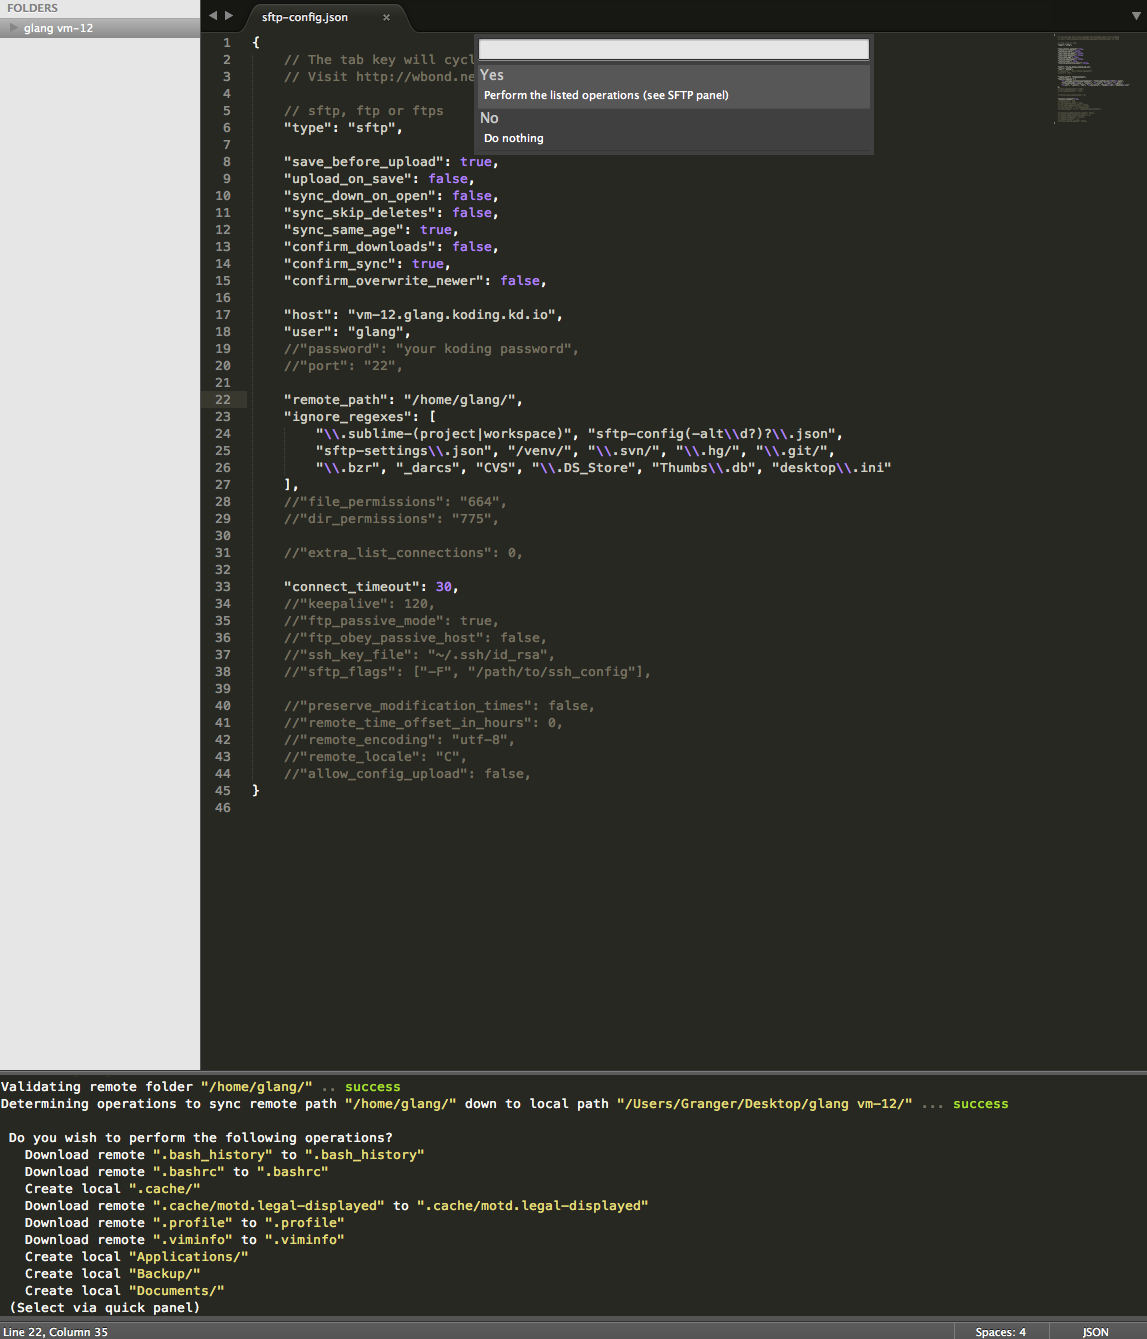 FOLDERS
glang vm-12
sftp-config.json ×
1 {
2 // The tab key will cycl
3 // Visit http://wbond.ne
4
5 // sftp, ftp or ftps
6 "type": "sftp",
7
8 "save_before_upload": true,
9 "upload_on_save": false,
10 "sync_down_on_open": false,
11 "sync_skip_deletes": false,
12 "sync_same_age": true,
13 "confirm_downloads": false,
14 "confirm_sync": true,
15 "confirm_overwrite_newer": false,
16
17 "host": "vm-12.glang.koding.kd.io",
18 "user": "glang",
19 //"password": "your koding password",
20 //"port": "22",
21
22 "remote_path": "/home/glang/",
23 "ignore_regexes": [
24 "\\.sublime-(project|workspace)", "sftp-config(-alt\\d?)?\\.json",
25 "sftp-settings\\.json", "/venv/", "\\.svn/", "\\.hg/", "\\.git/",
26 "\\.bzr", "_darcs", "CVS", "\\.DS_Store", "Thumbs\\.db", "desktop\\.ini"
27 ],
28 //"file_permissions": "664",
29 //"dir_permissions": "775",
30
31 //"extra_list_connections": 0,
32
33 "connect_timeout": 30,
34 //"keepalive": 120,
35 //"ftp_passive_mode": true,
36 //"ftp_obey_passive_host": false,
37 //"ssh_key_file": "~/.ssh/id_rsa",
38 //"sftp_flags": ["-F", "/path/to/ssh_config"],
39
40 //"preserve_modification_times": false,
41 //"remote_time_offset_in_hours": 0,
42 //"remote_encoding": "utf-8",
43 //"remote_locale": "C",
44 //"allow_config_upload": false,
45 }
46
Yes
Perform the listed operations (see SFTP panel)
No
Do nothing
Validating remote folder "/home/glang/" .. success
Determining operations to sync remote path "/home/glang/" down to local path "/Users/Granger/Desktop/glang vm-12/" ... success
Do you wish to perform the following operations?
Download remote ".bash_history" to ".bash_history"
Download remote ".bashrc" to ".bashrc"
Create local ".cache/"
Download remote ".cache/motd.legal-displayed" to ".cache/motd.legal-displayed"
Download remote ".profile" to ".profile"
Download remote ".viminfo" to ".viminfo"
Create local "Applications/"
Create local "Backup/"
Create local "Documents/"
(Select via quick panel)
Line 22, Column 35
Spaces: 4
JSON